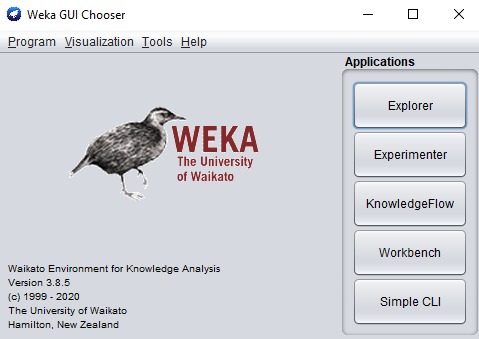 Weka GUI Chooser
Program Visualization Tools Help
Applications
Explorer
Experimenter
KnowledgeFlow
Workbench
Simple CLI
WEKA
The University
of Waikato
Waikato Environment for Knowledge Analysis
Version 3.8.5
(c) 1999 - 2020
The University of Waikato
Hamilton, New Zealand